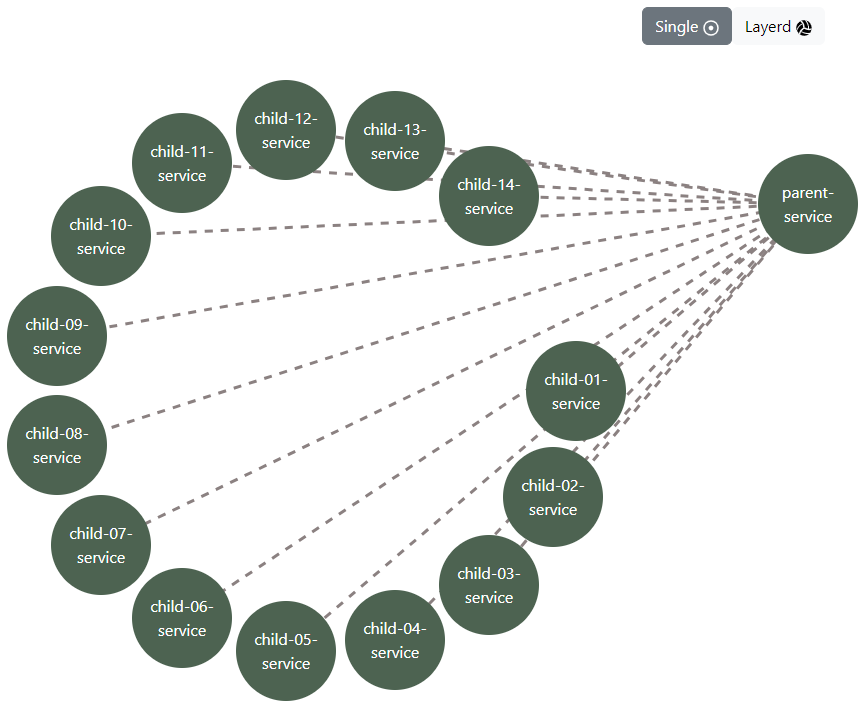 Single
Layerd
child-12-
service
child-13-
service
child-11-
service
child-14-
service
parent-
service
child-10-
service
child-09-
service
child-01-
service
child-08-
service
child-02-
service
child-07-
service
child-03-
service
child-06-
service
child-04-
service
child-05-
service